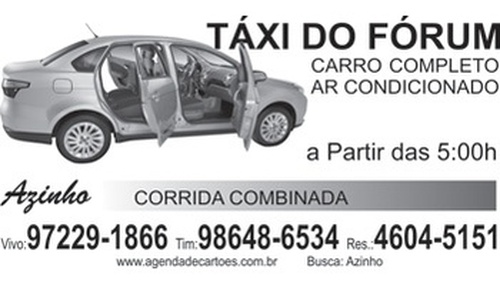 TÁXI DO FÓRUM
CARRO COMPLETO
AR CONDICIONADO
a Partir das 5:00h
Azinho
CORRIDA COMBINADA
Vivo: 97229-1866 Tim: 98648-6534 Res.: 4604-5151
www.agendadecartoes.com.br Busca: Azinho